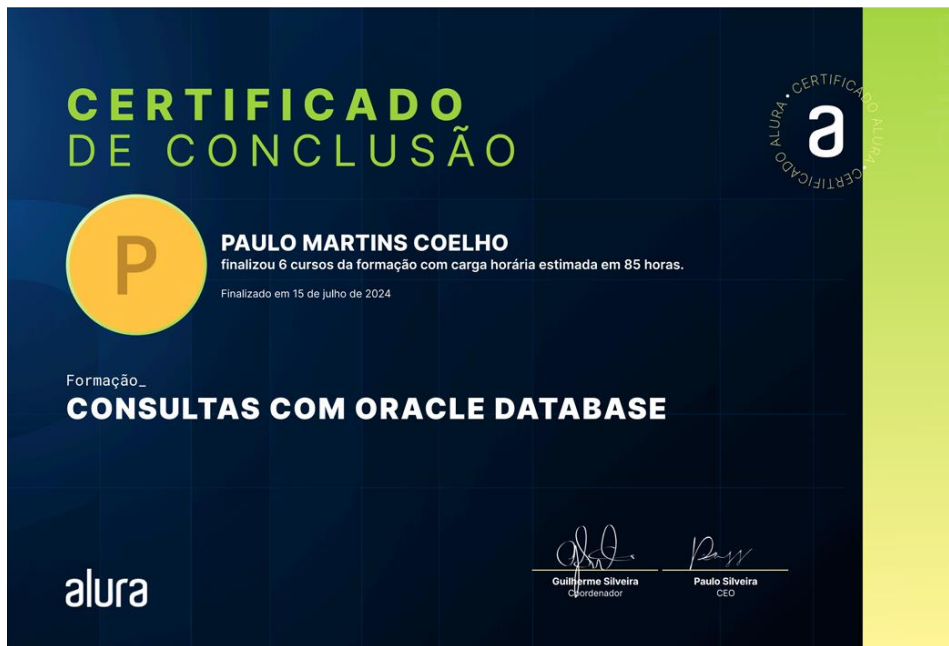 CERTIFICADO
DE CONCLUSÃO
CERTIFICADO ALURA • CERTIFICADO ALURA •
a
P
PAULO MARTINS COELHO
finalizou 6 cursos da formação com carga horária estimada em 85 horas.
Finalizado em 15 de julho de 2024
Formação_
CONSULTAS COM ORACLE DATABASE
alura
Guilherme Silveira
Coordenador
Paulo Silveira
CEO